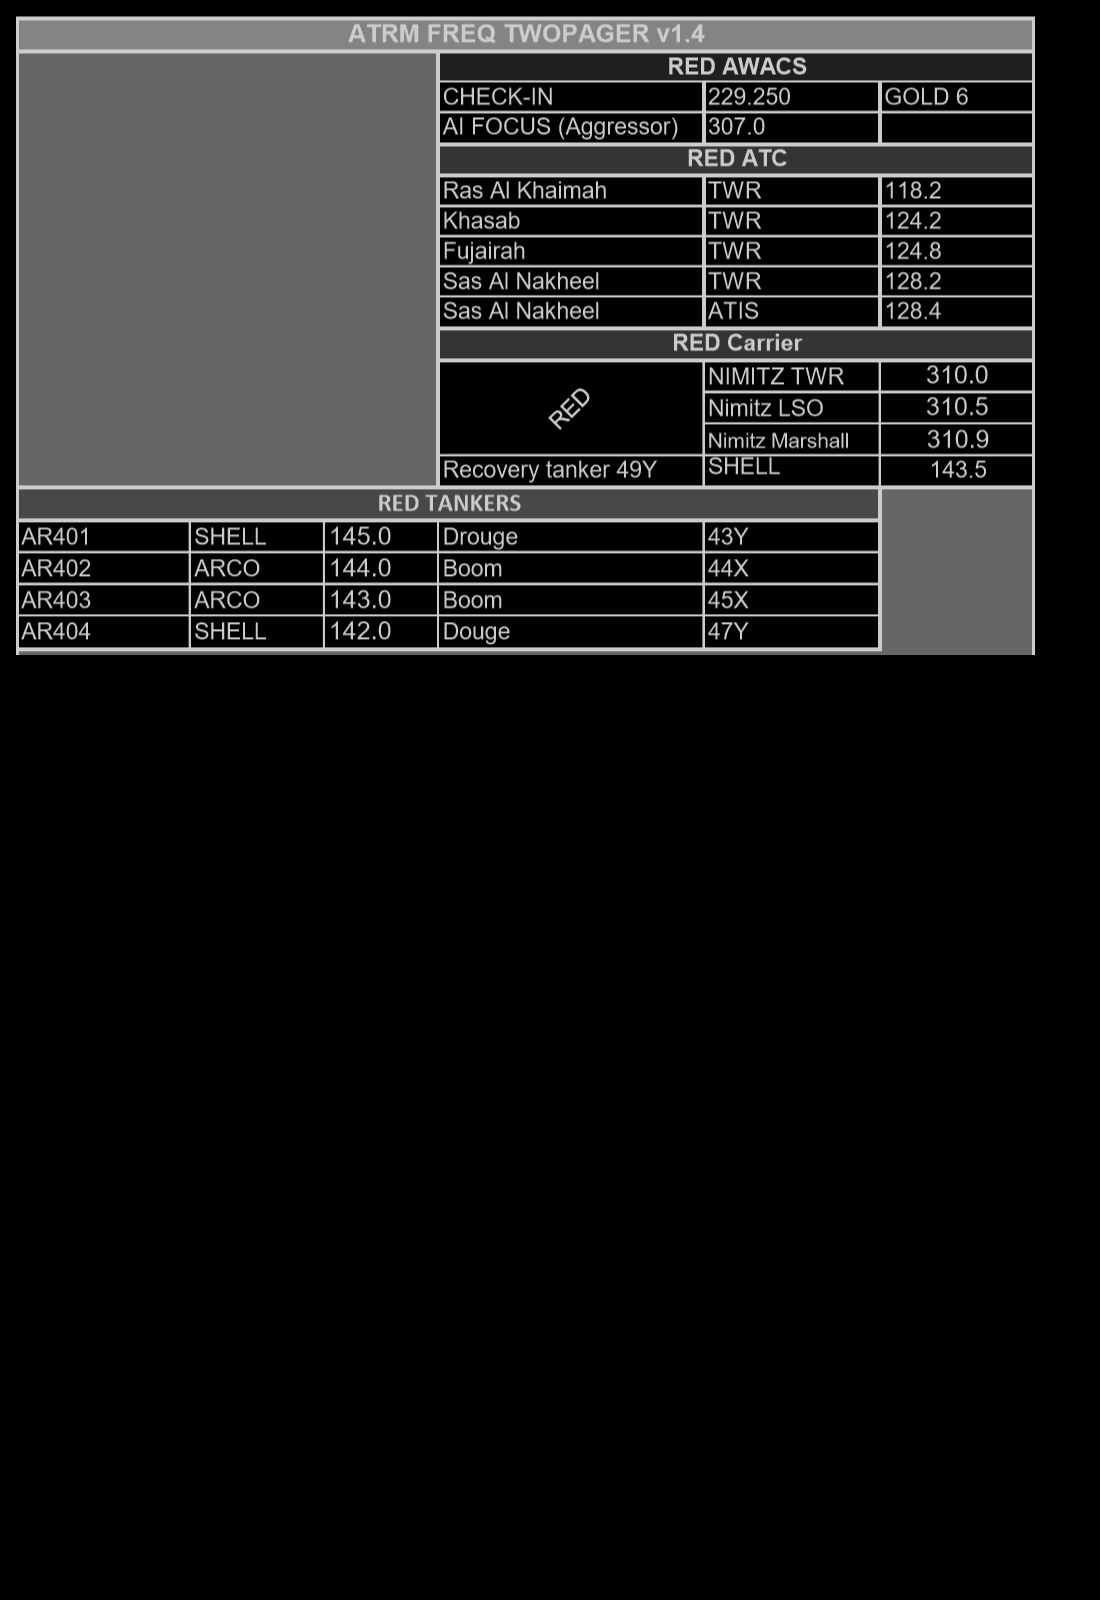 ATRM FREQ TWOPAGER v1.4
RED AWACS
CHECK-IN 229.250 GOLD 6
AI FOCUS (Aggressor) 307.0
RED ATC
Ras Al Khaimah TWR 118.2
Khasab TWR 124.2
Fujairah TWR 124.8
Sas Al Nakheel TWR 128.2
Sas Al Nakheel ATIS 128.4
RED Carrier
RED
NIMITZ TWR 310.0
Nimitz LSO 310.5
Nimitz Marshall 310.9
Recovery tanker 49Y SHELL 143.5
RED TANKERS
AR401 SHELL 145.0 Drouge 43Y
AR402 ARCO 144.0 Boom 44X
AR403 ARCO 143.0 Boom 45X
AR404 SHELL 142.0 Douge 47Y